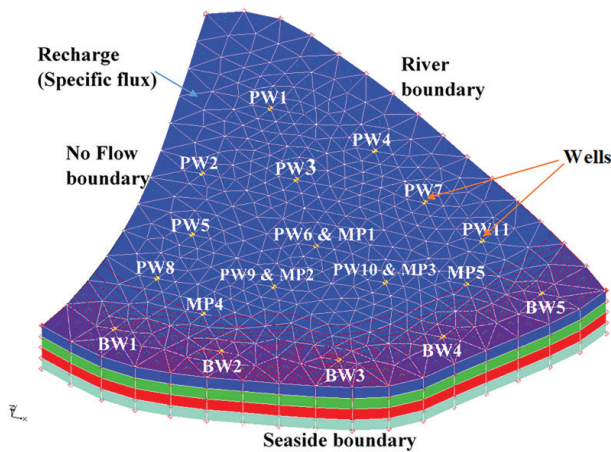 Recharge
(Specific flux)
River
boundary
PW1
PW4
No Flow
boundary
PW2
PW3
Wells
PW7
PW5
PW6 & MP1
PW11
PW8
PW9 & MP2
PW10 & MP3
MP5
MP4
BW5
BW1
BW2
BW3
BW4
Z
x
Seaside boundary